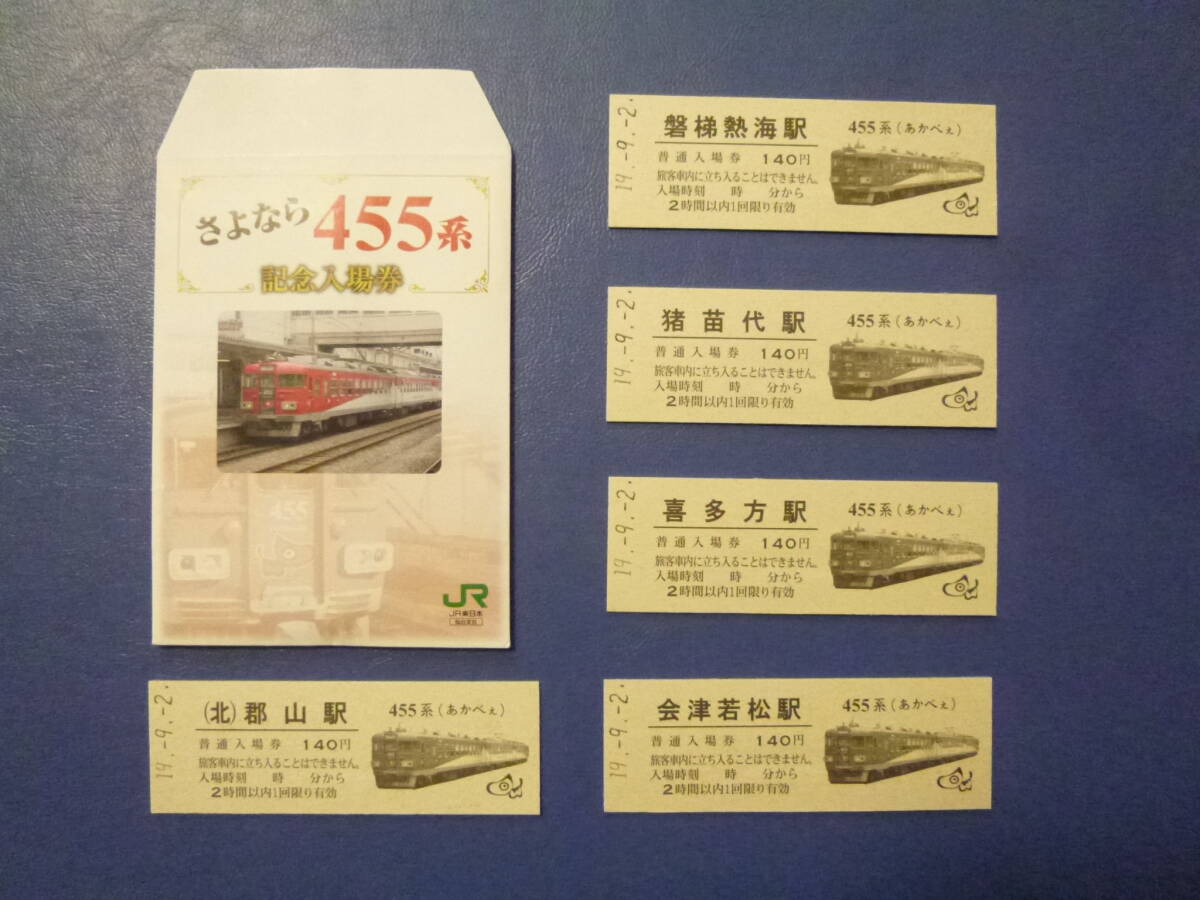 さよなら 455系
記念入場券
455
JR
JR東日本
19.-9.-2.
磐梯熱海駅
455系(あかべぇ)
普通入場券 140円
旅客車内に立ち入ることはできません。
入場時刻 時 分から
2時間以内1回限り有効
19.-9.-2.
猪苗代駅
455系(あかべぇ)
普通入場券 140円
旅客車内に立ち入ることはできません。
入場時刻 時 分から
2時間以内1回限り有効
19.-9.-2.
喜多方駅
455系(あかべぇ)
普通入場券 140円
旅客車内に立ち入ることはできません。
入場時刻 時 分から
2時間以内1回限り有効
19.-9.-2.
(北)郡山駅
455系(あかべぇ)
普通入場券 140円
旅客車内に立ち入ることはできません。
入場時刻 時 分から
2時間以内1回限り有効
19.-9.-2.
会津若松駅
455系(あかべぇ)
普通入場券 140円
旅客車内に立ち入ることはできません。
入場時刻 時 分から
2時間以内1回限り有効